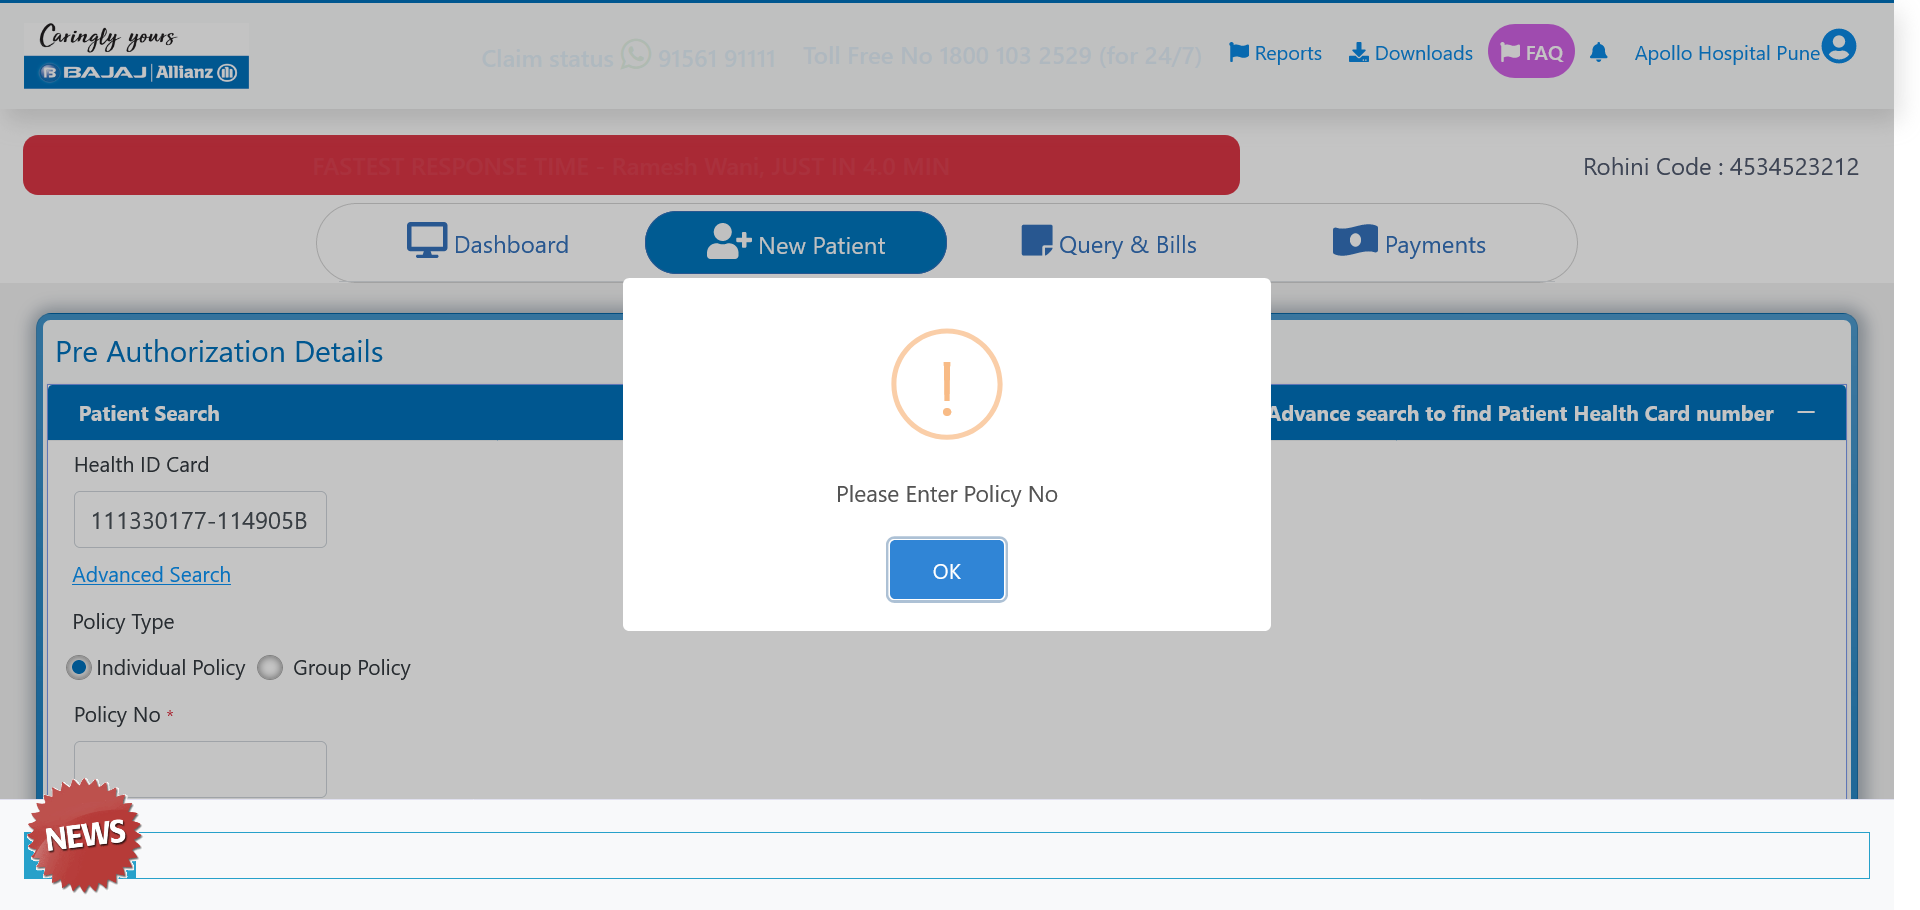 Caringly yours
BAJAJ | Allianz
Claim status 91561 91111
Toll Free No 1800 103 2529 (for 24/7)
Reports
Downloads
FAQ
Apollo Hospital Pune
FASTEST RESPONSE TIME - Ramesh Wani, JUST IN 4.0 MIN
Rohini Code : 4534523212
Dashboard
New Patient
Query & Bills
Payments
Pre Authorization Details
Patient Search
Advance search to find Patient Health Card number
Health ID Card
111330177-114905B
Advanced Search
Policy Type
Individual Policy
Group Policy
Policy No *
Please Enter Policy No
OK
NEWS